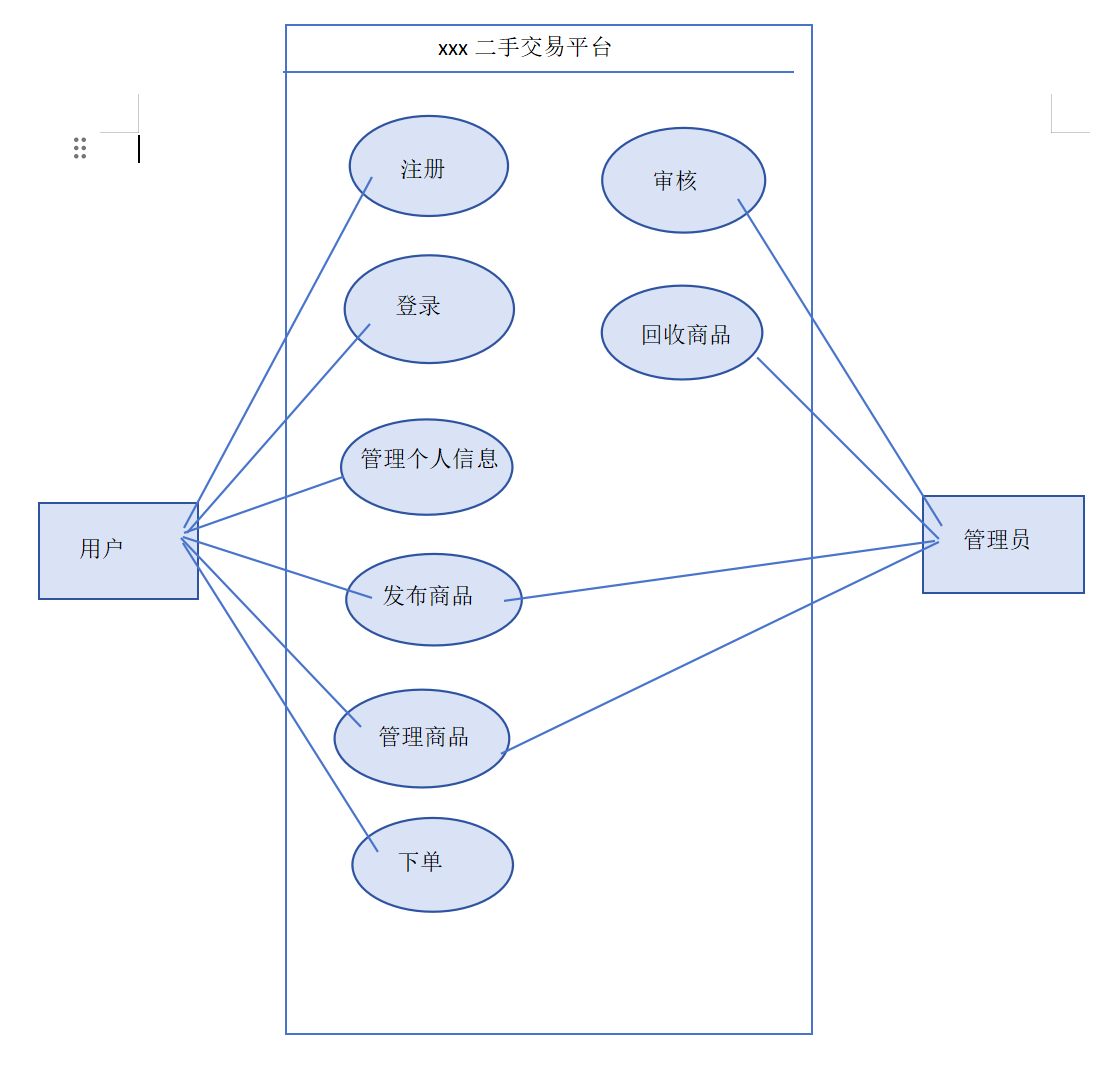 xxx 二手交易平台
注册
审核
登录
回收商品
管理个人信息
用户
管理员
发布商品
管理商品
下单